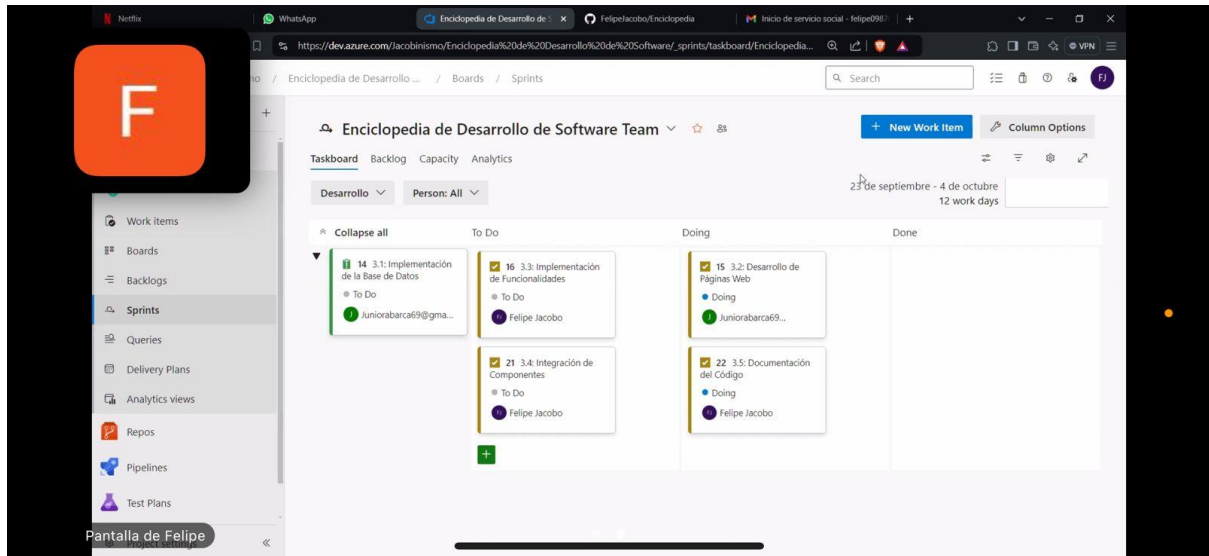 Netflix
WhatsApp
Enciclopedia de Desarrollo de S
FelipeJacobo/Enciclopedia
Inicio de servicio social - felipe0987
https://dev.azure.com/Jacobinismo/Enciclopedia%20de%20Desarrollo%20de%20Software/_sprints/taskboard/Enciclopedia...
VPN
Enciclopedia de Desarrollo ... / Boards / Sprints
Search
FJ
F
Enciclopedia de Desarrollo de Software Team
+ New Work Item
Column Options
Taskboard Backlog Capacity Analytics
Desarrollo
Person: All
23 de septiembre - 4 de octubre
12 work days
Work items
Boards
Backlogs
Sprints
Queries
Delivery Plans
Analytics views
Repos
Pipelines
Test Plans
Project settings
Pantalla de Felipe
Collapse all
To Do
Doing
Done
14 3.1: Implementación
de la Base de Datos
To Do
J Juniorabarca69@gma...
16 3.3: Implementación
de Funcionalidades
To Do
FJ Felipe Jacobo
15 3.2: Desarrollo de
Páginas Web
Doing
J Juniorabarca69...
21 3.4: Integración de
Componentes
To Do
FJ Felipe Jacobo
22 3.5: Documentación
del Código
Doing
FJ Felipe Jacobo